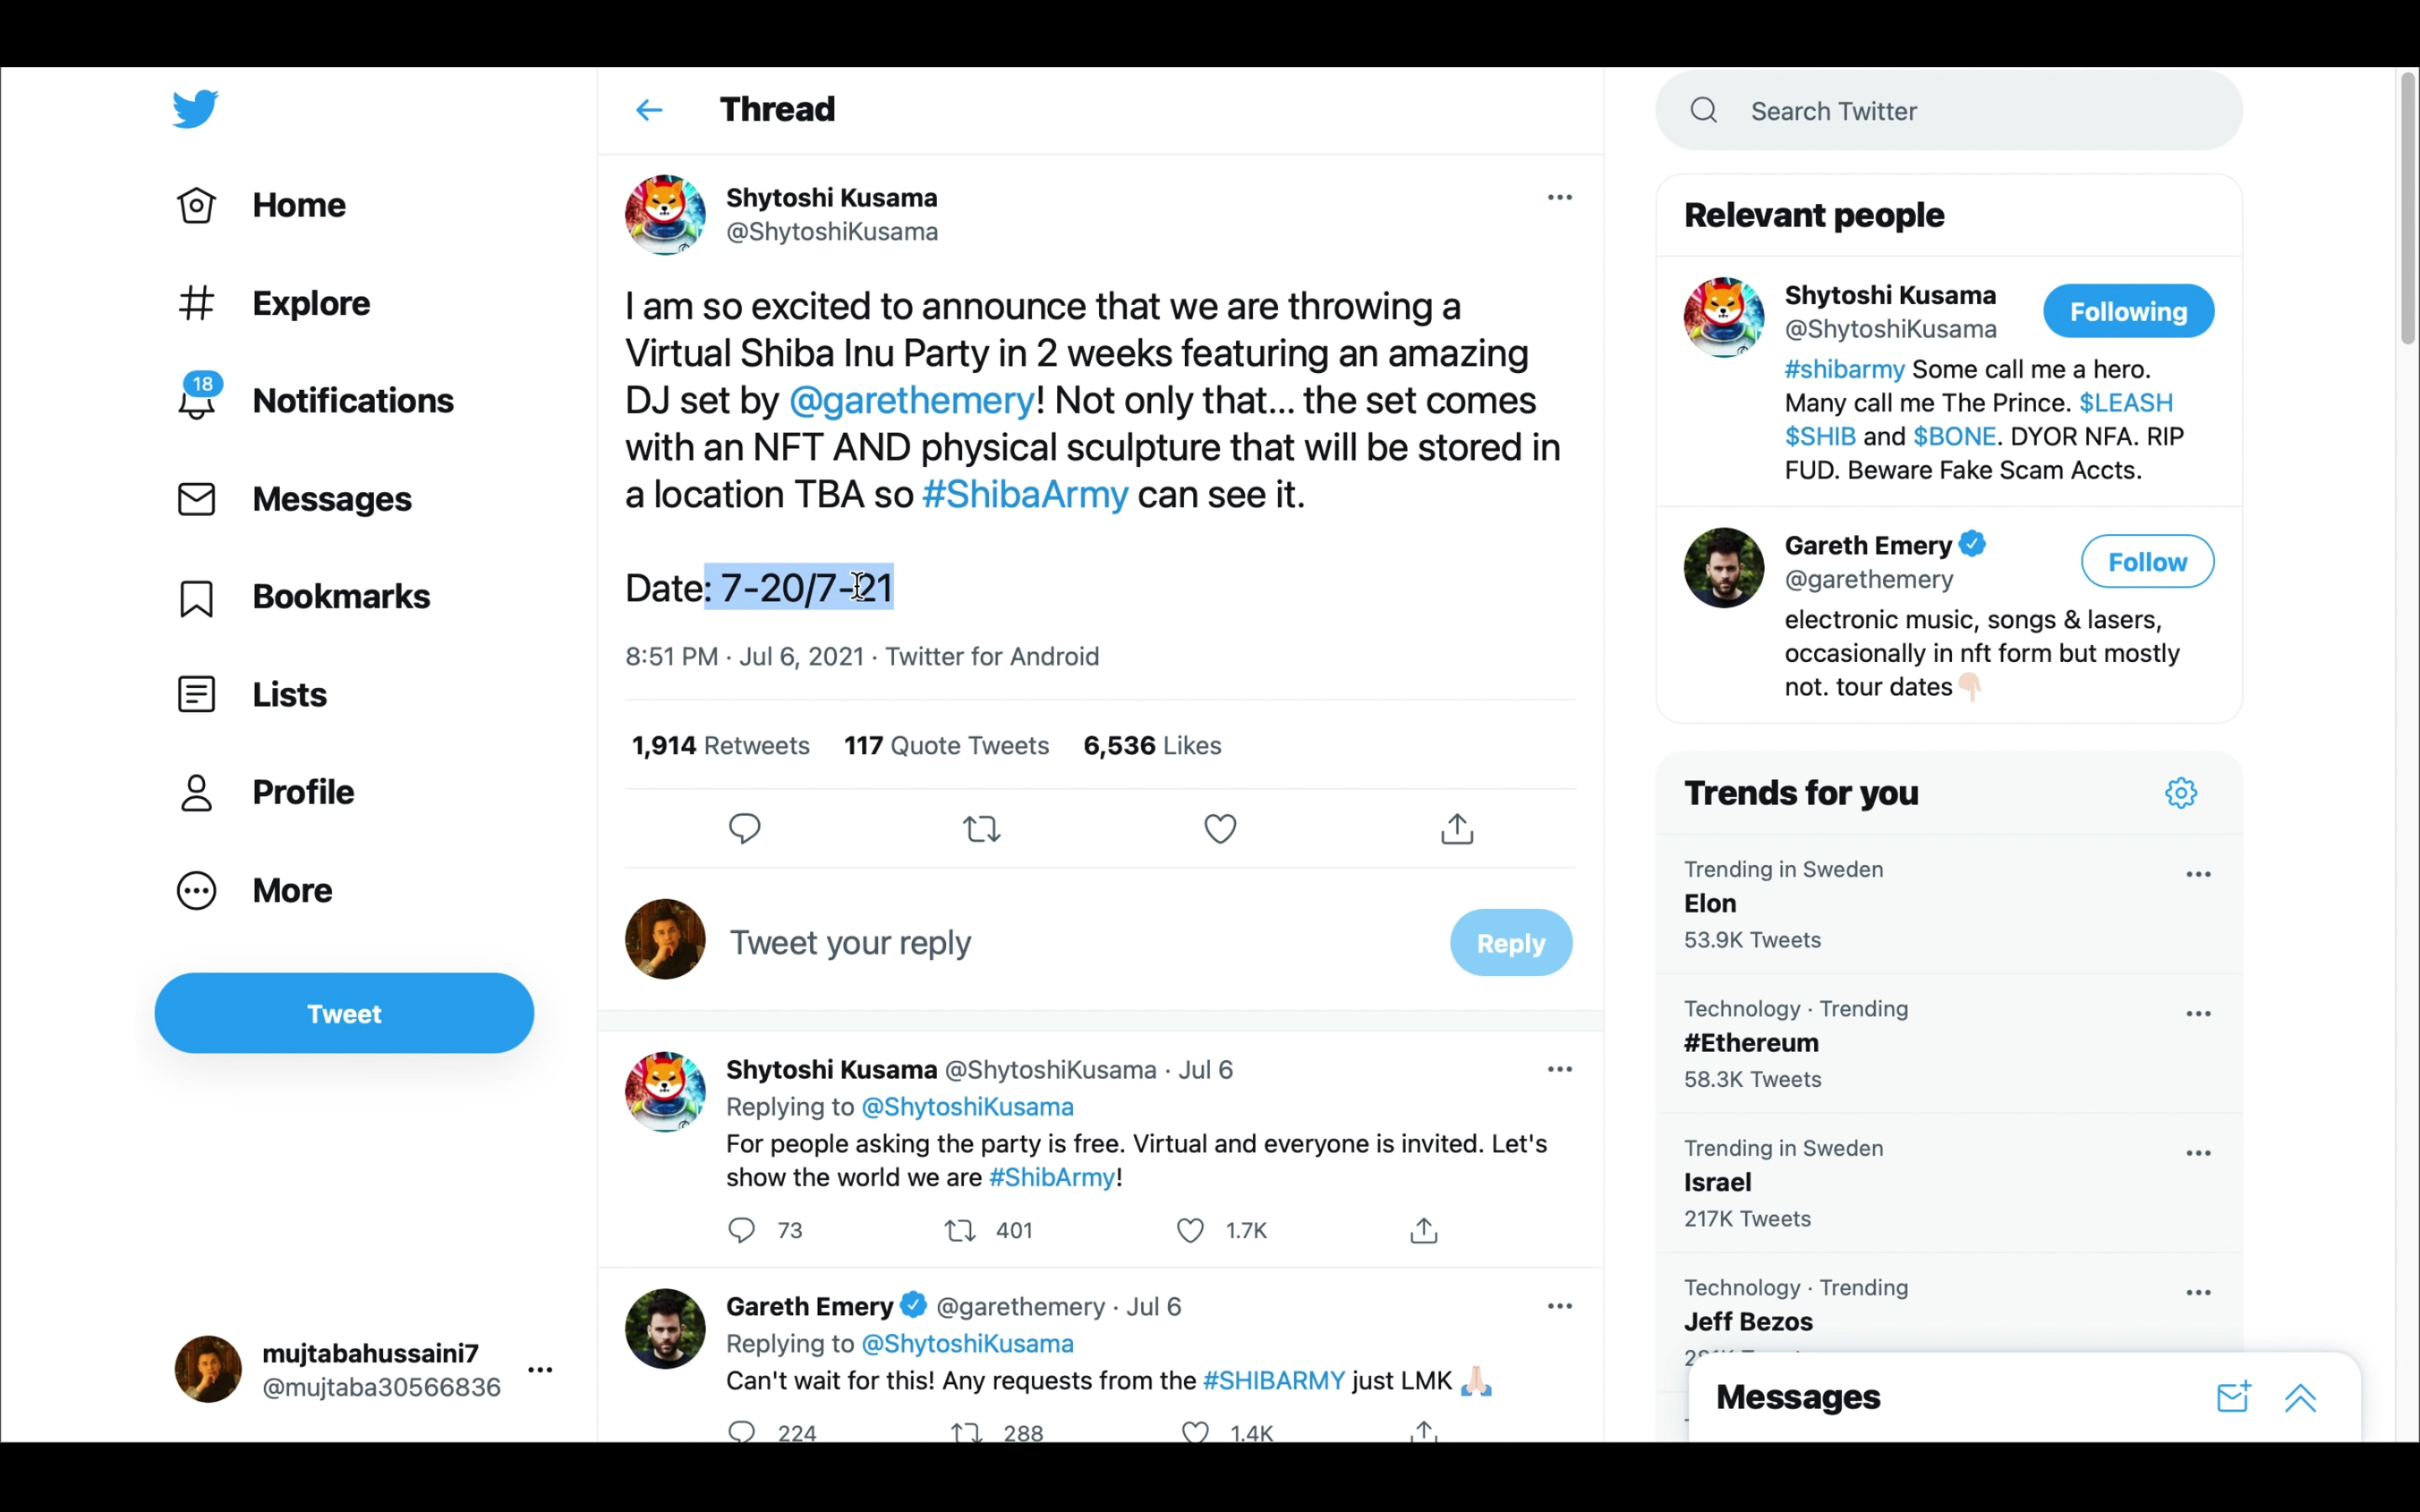 Home
Explore
18
Notifications
Messages
Bookmarks
Lists
Profile
More
Tweet
mujtabahussaini7
@mujtaba30566836
Thread
Shytoshi Kusama
@ShytoshiKusama
I am so excited to announce that we are throwing a
Virtual Shiba Inu Party in 2 weeks featuring an amazing
DJ set by @garethemery! Not only that... the set comes
with an NFT AND physical sculpture that will be stored in
a location TBA so #ShibaArmy can see it.
Date: 7-20/7-21
8:51 PM · Jul 6, 2021 · Twitter for Android
1,914 Retweets 117 Quote Tweets 6,536 Likes
Tweet your reply
Reply
Shytoshi Kusama @ShytoshiKusama · Jul 6
Replying to @ShytoshiKusama
For people asking the party is free. Virtual and everyone is invited. Let's
show the world we are #ShibArmy!
73 401 1.7K
Gareth Emery @garethemery · Jul 6
Replying to @ShytoshiKusama
Can't wait for this! Any requests from the #SHIBARMY just LMK
224 288 1.4K
Search Twitter
Relevant people
Shytoshi Kusama
@ShytoshiKusama
Following
#shibarmy Some call me a hero.
Many call me The Prince. $LEASH
$SHIB and $BONE. DYOR NFA. RIP
FUD. Beware Fake Scam Accts.
Gareth Emery
@garethemery
Follow
electronic music, songs & lasers,
occasionally in nft form but mostly
not. tour dates
Trends for you
Trending in Sweden
Elon
53.9K Tweets
Technology · Trending
#Ethereum
58.3K Tweets
Trending in Sweden
Israel
217K Tweets
Technology · Trending
Jeff Bezos
Messages